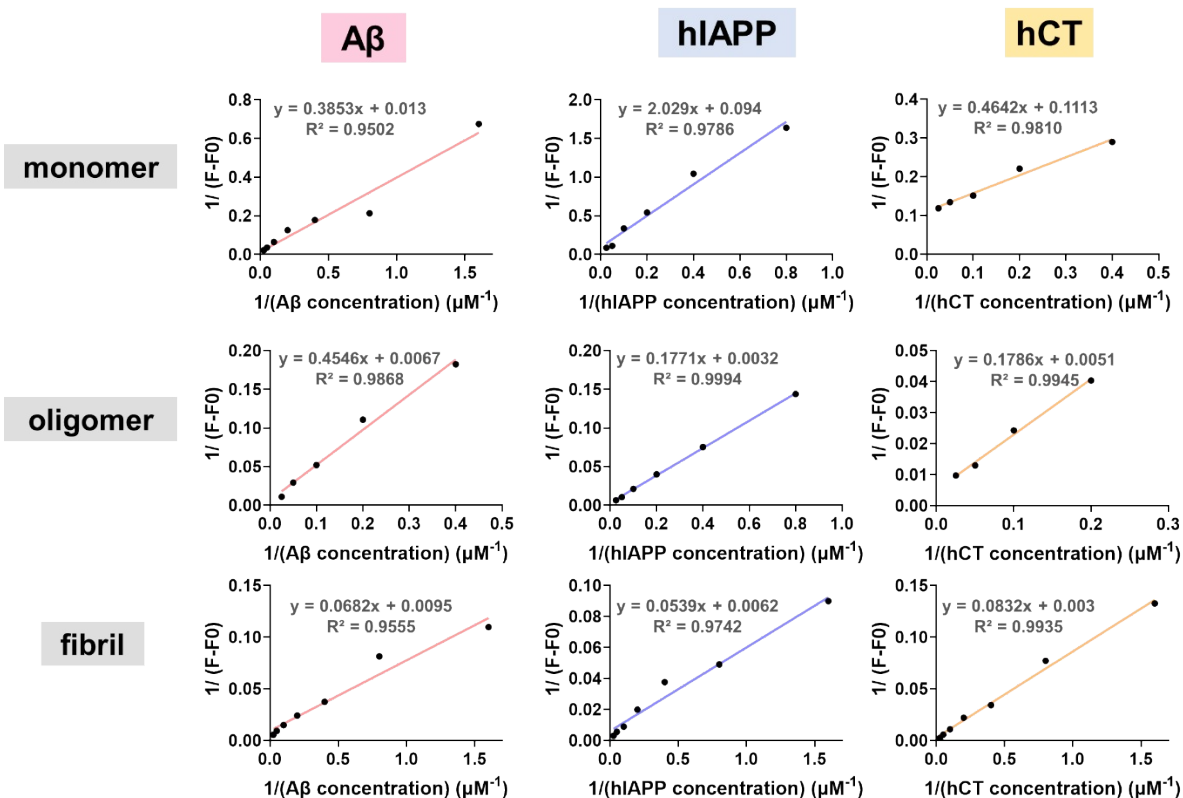 Aβ
hIAPP
hCT
monomer
y = 0.3853x + 0.013
R² = 0.9502
1/ (F-F0)
0.8
0.6
0.4
0.2
0.0
0.0 0.5 1.0 1.5
1/(Aβ concentration) (μM⁻¹)
y = 2.029x + 0.094
R² = 0.9786
1/ (F-F0)
2.0
1.5
1.0
0.5
0.0
0.0 0.2 0.4 0.6 0.8 1.0
1/(hIAPP concentration) (μM⁻¹)
y = 0.4642x + 0.1113
R² = 0.9810
1/ (F-F0)
0.4
0.3
0.2
0.1
0.0
0.0 0.1 0.2 0.3 0.4 0.5
1/(hCT concentration) (μM⁻¹)
oligomer
y = 0.4546x + 0.0067
R² = 0.9868
1/ (F-F0)
0.20
0.15
0.10
0.05
0.00
0.0 0.1 0.2 0.3 0.4 0.5
1/(Aβ concentration) (μM⁻¹)
y = 0.1771x + 0.0032
R² = 0.9994
1/ (F-F0)
0.20
0.15
0.10
0.05
0.00
0.0 0.2 0.4 0.6 0.8 1.0
1/(hIAPP concentration) (μM⁻¹)
y = 0.1786x + 0.0051
R² = 0.9945
1/ (F-F0)
0.05
0.04
0.03
0.02
0.01
0.00
0.0 0.1 0.2 0.3
1/(hCT concentration) (μM⁻¹)
fibril
y = 0.0682x + 0.0095
R² = 0.9555
1/ (F-F0)
0.15
0.10
0.05
0.00
0.0 0.5 1.0 1.5
1/(Aβ concentration) (μM⁻¹)
y = 0.0539x + 0.0062
R² = 0.9742
1/ (F-F0)
0.10
0.08
0.06
0.04
0.02
0.00
0.0 0.5 1.0 1.5
1/(hIAPP concentration) (μM⁻¹)
y = 0.0832x + 0.003
R² = 0.9935
1/ (F-F0)
0.15
0.10
0.05
0.00
0.0 0.5 1.0 1.5
1/(hCT concentration) (μM⁻¹)